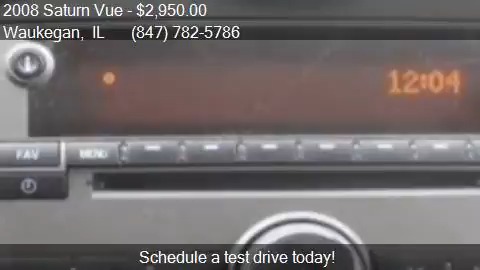 2008 Saturn Vue - $2,950.00
Waukegan, IL (847) 782-5786
12:04
FAV MENU
Schedule a test drive today!